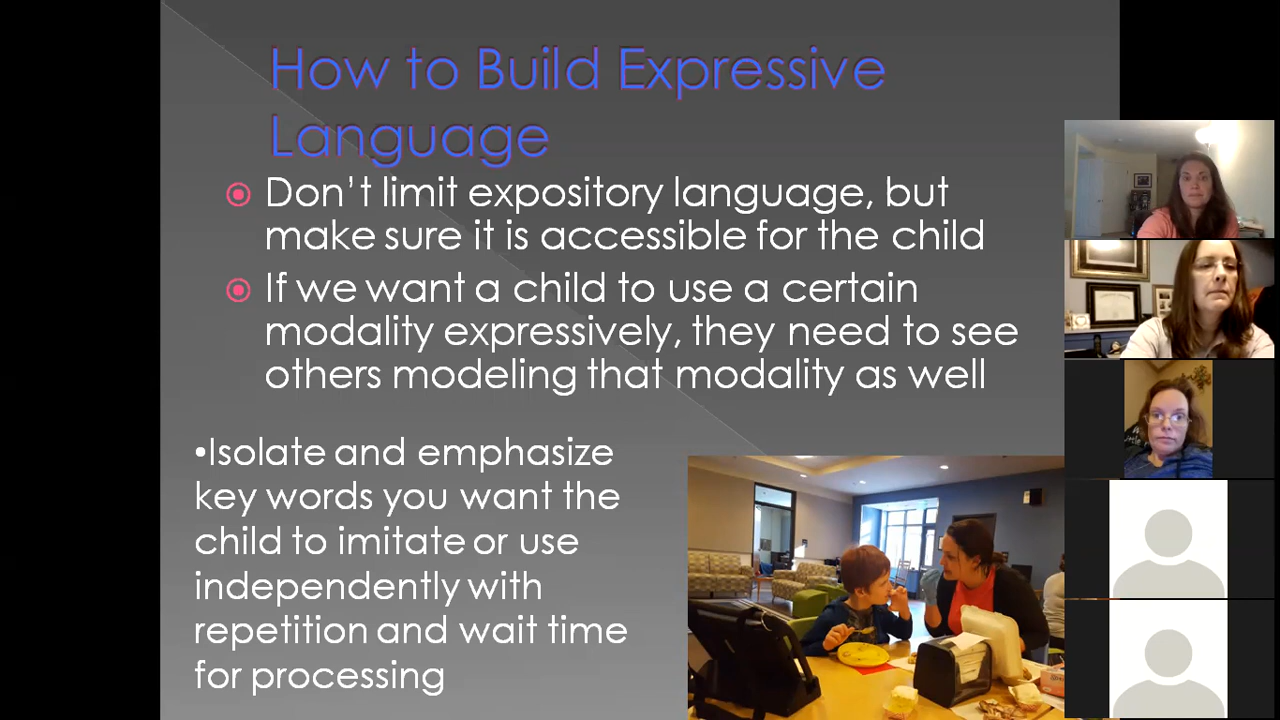 How to Build Expressive
Language
Don't limit expository language, but
make sure it is accessible for the child
If we want a child to use a certain
modality expressively, they need to see
others modeling that modality as well
•Isolate and emphasize
key words you want the
child to imitate or use
independently with
repetition and wait time
for processing